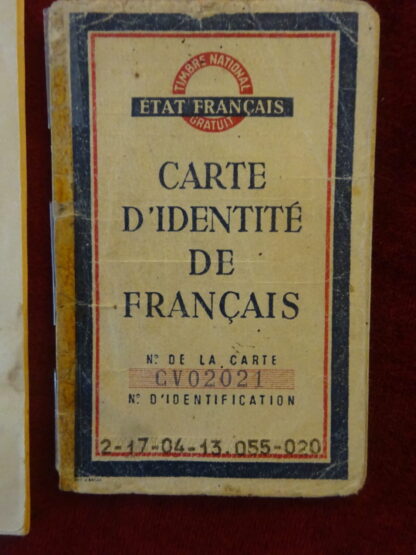 TIMBRE NATIONAL
ÉTAT FRANÇAIS
GRATUIT
CARTE
D'IDENTITÉ
DE
FRANÇAIS
Nº DE LA CARTE
CV02021
Nº D'IDENTIFICATION
2-17-04-13.055-020